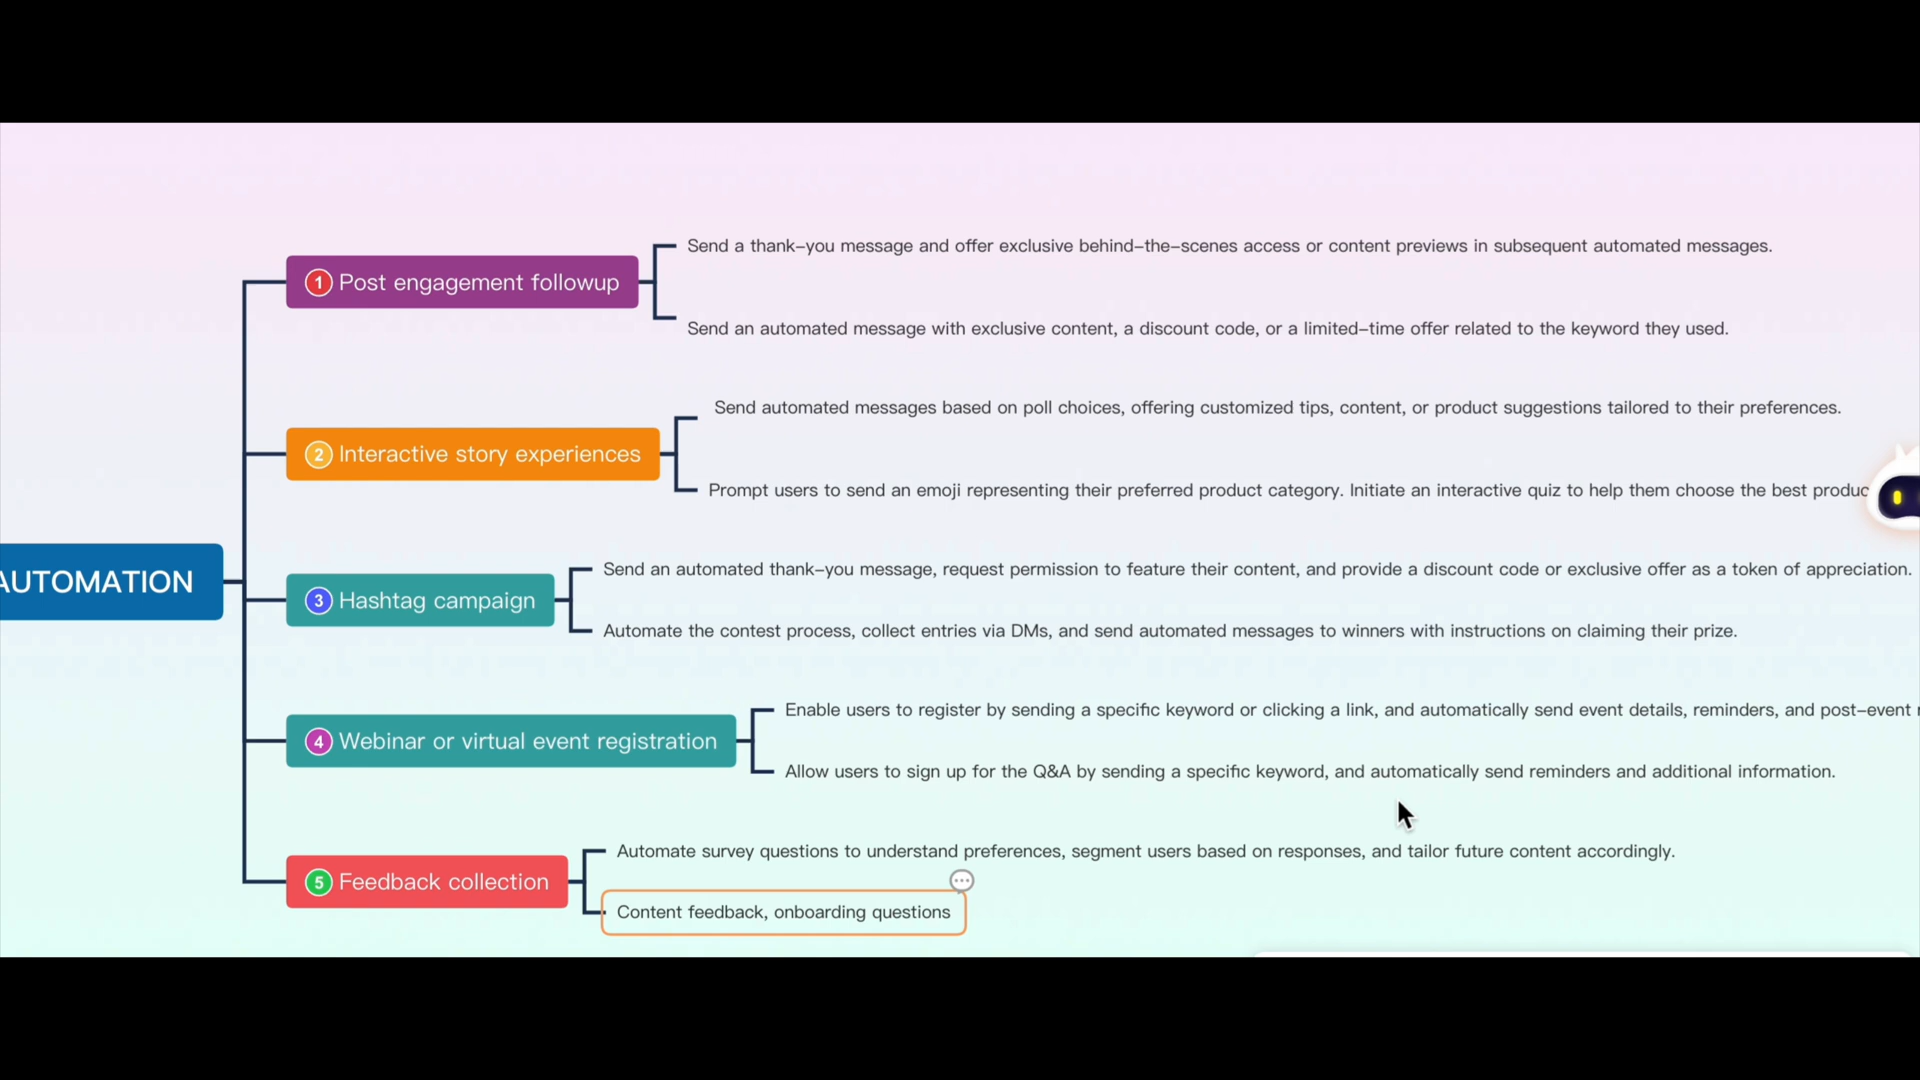 AUTOMATION
1 Post engagement followup
Send a thank-you message and offer exclusive behind-the-scenes access or content previews in subsequent automated messages.
Send an automated message with exclusive content, a discount code, or a limited-time offer related to the keyword they used.
2 Interactive story experiences
Send automated messages based on poll choices, offering customized tips, content, or product suggestions tailored to their preferences.
Prompt users to send an emoji representing their preferred product category. Initiate an interactive quiz to help them choose the best
3 Hashtag campaign
Send an automated thank-you message, request permission to feature their content, and provide a discount code or exclusive offer as a token of appreciation.
Automate the contest process, collect entries via DMs, and send automated messages to winners with instructions on claiming their prize.
4 Webinar or virtual event registration
Enable users to register by sending a specific keyword or clicking a link, and automatically send event details, reminders, and post-event
Allow users to sign up for the Q&A by sending a specific keyword, and automatically send reminders and additional information.
5 Feedback collection
Automate survey questions to understand preferences, segment users based on responses, and tailor future content accordingly.
Content feedback, onboarding questions